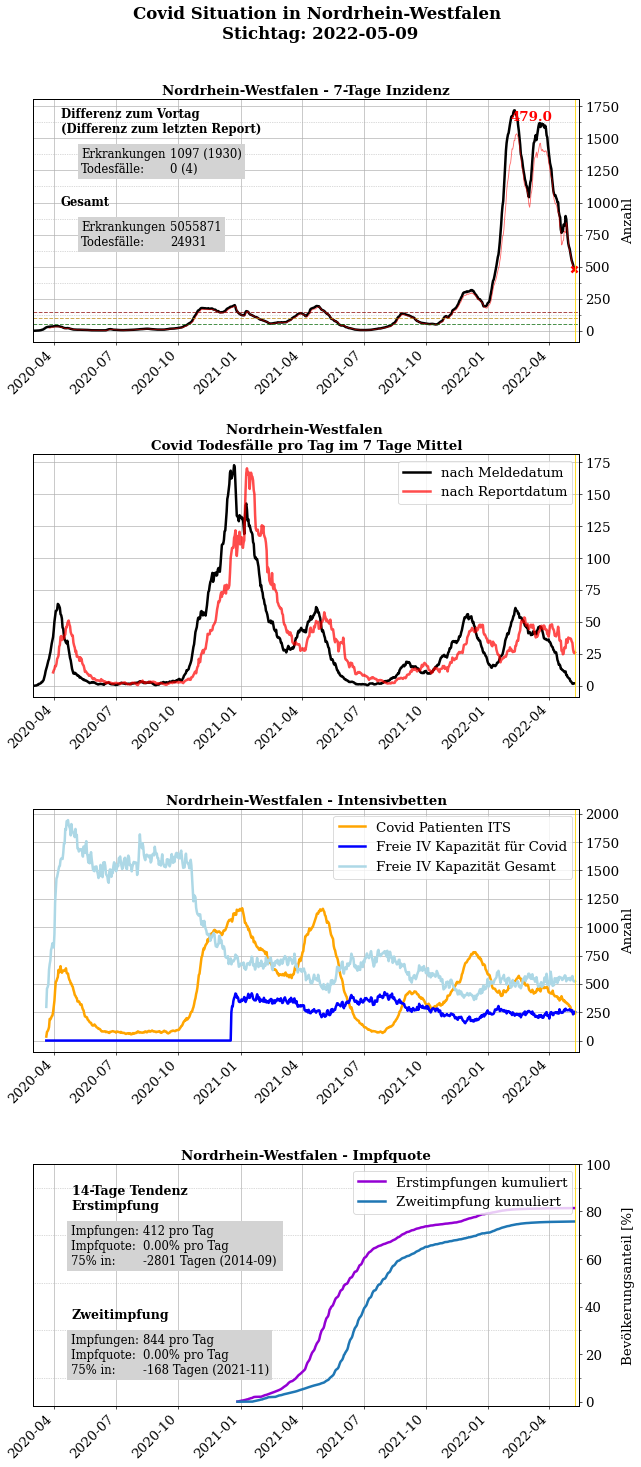 Covid Situation in Nordrhein-Westfalen
Stichtag: 2022-05-09
Nordrhein-Westfalen - 7-Tage Inzidenz
Differenz zum Vortag
(Differenz zum letzten Report)
Erkrankungen 1097 (1930)
Todesfälle: 0 (4)
Gesamt
Erkrankungen 5055871
Todesfälle: 24931
479.0
1750
1500
1250
1000
750
500
250
0
Anzahl
2020-04
2020-07
2020-10
2021-01
2021-04
2021-07
2021-10
2022-01
2022-04
Nordrhein-Westfalen
Covid Todesfälle pro Tag im 7 Tage Mittel
nach Meldedatum
nach Reportdatum
175
150
125
100
75
50
25
0
2020-04
2020-07
2020-10
2021-01
2021-04
2021-07
2021-10
2022-01
2022-04
Nordrhein-Westfalen - Intensivbetten
Covid Patienten ITS
Freie IV Kapazität für Covid
Freie IV Kapazität Gesamt
2000
1750
1500
1250
1000
750
500
250
0
Anzahl
2020-04
2020-07
2020-10
2021-01
2021-04
2021-07
2021-10
2022-01
2022-04
Nordrhein-Westfalen - Impfquote
14-Tage Tendenz
Erstimpfung
Impfungen: 412 pro Tag
Impfquote: 0.00% pro Tag
75% in: -2801 Tagen (2014-09)
Zweitimpfung
Impfungen: 844 pro Tag
Impfquote: 0.00% pro Tag
75% in: -168 Tagen (2021-11)
Erstimpfungen kumuliert
Zweitimpfung kumuliert
100
80
60
40
20
0
Bevölkerungsanteil [%]
2020-04
2020-07
2020-10
2021-01
2021-04
2021-07
2021-10
2022-01
2022-04